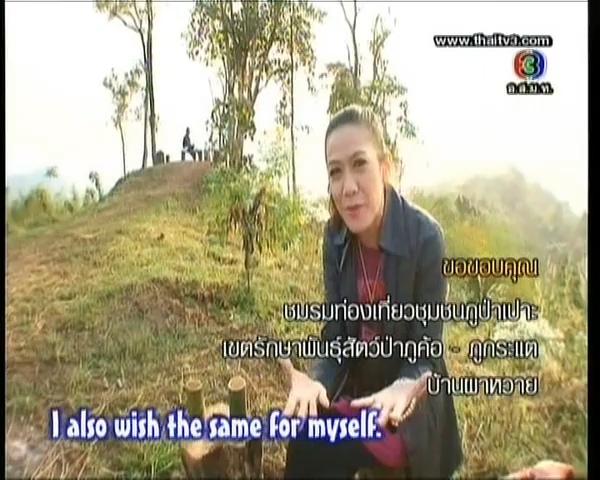 www.thaitv3.com
3
อ.ส.ม.ท.
ขอขอบคุณ
ชมรมท่องเที่ยวชุมชนภูป่าเปาะ
เขตรักษาพันธุ์สัตว์ป่าภูค้อ - ภูกระแต
บ้านผาหวาย
I also wish the same for myself.